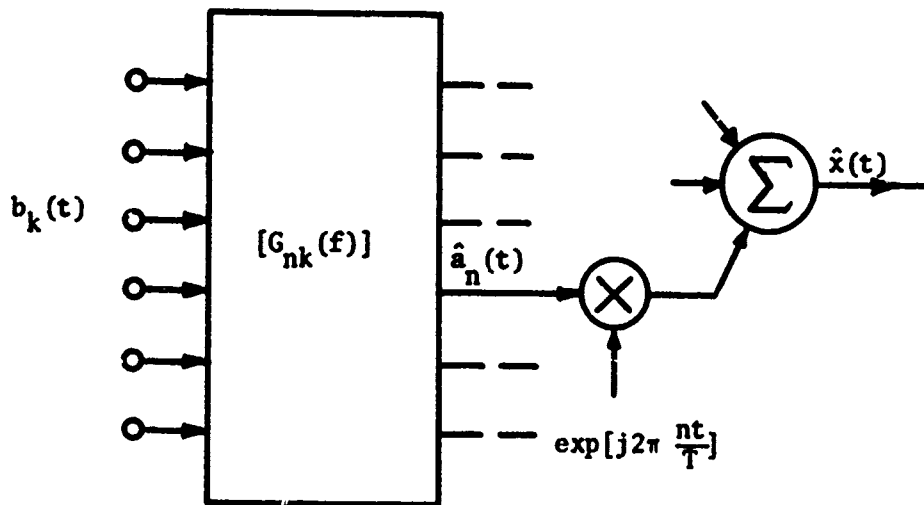 x̂(t)
Σ
b_k(t)
[G_nk(f)]
â_n(t)
exp[j2π nt/T]